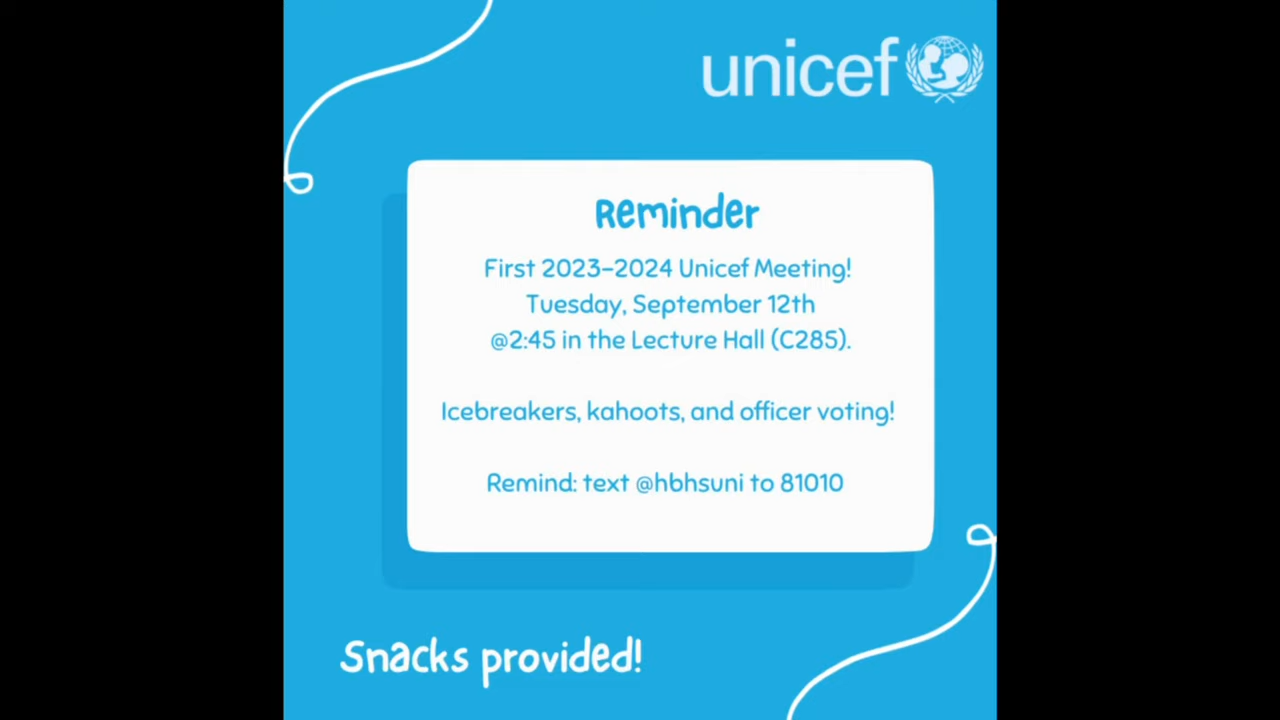 unicef
Reminder
First 2023-2024 Unicef Meeting!
Tuesday, September 12th
@2:45 in the Lecture Hall (C285).
Icebreakers, kahoots, and officer voting!
Remind: text @hbhsuni to 81010
Snacks provided!